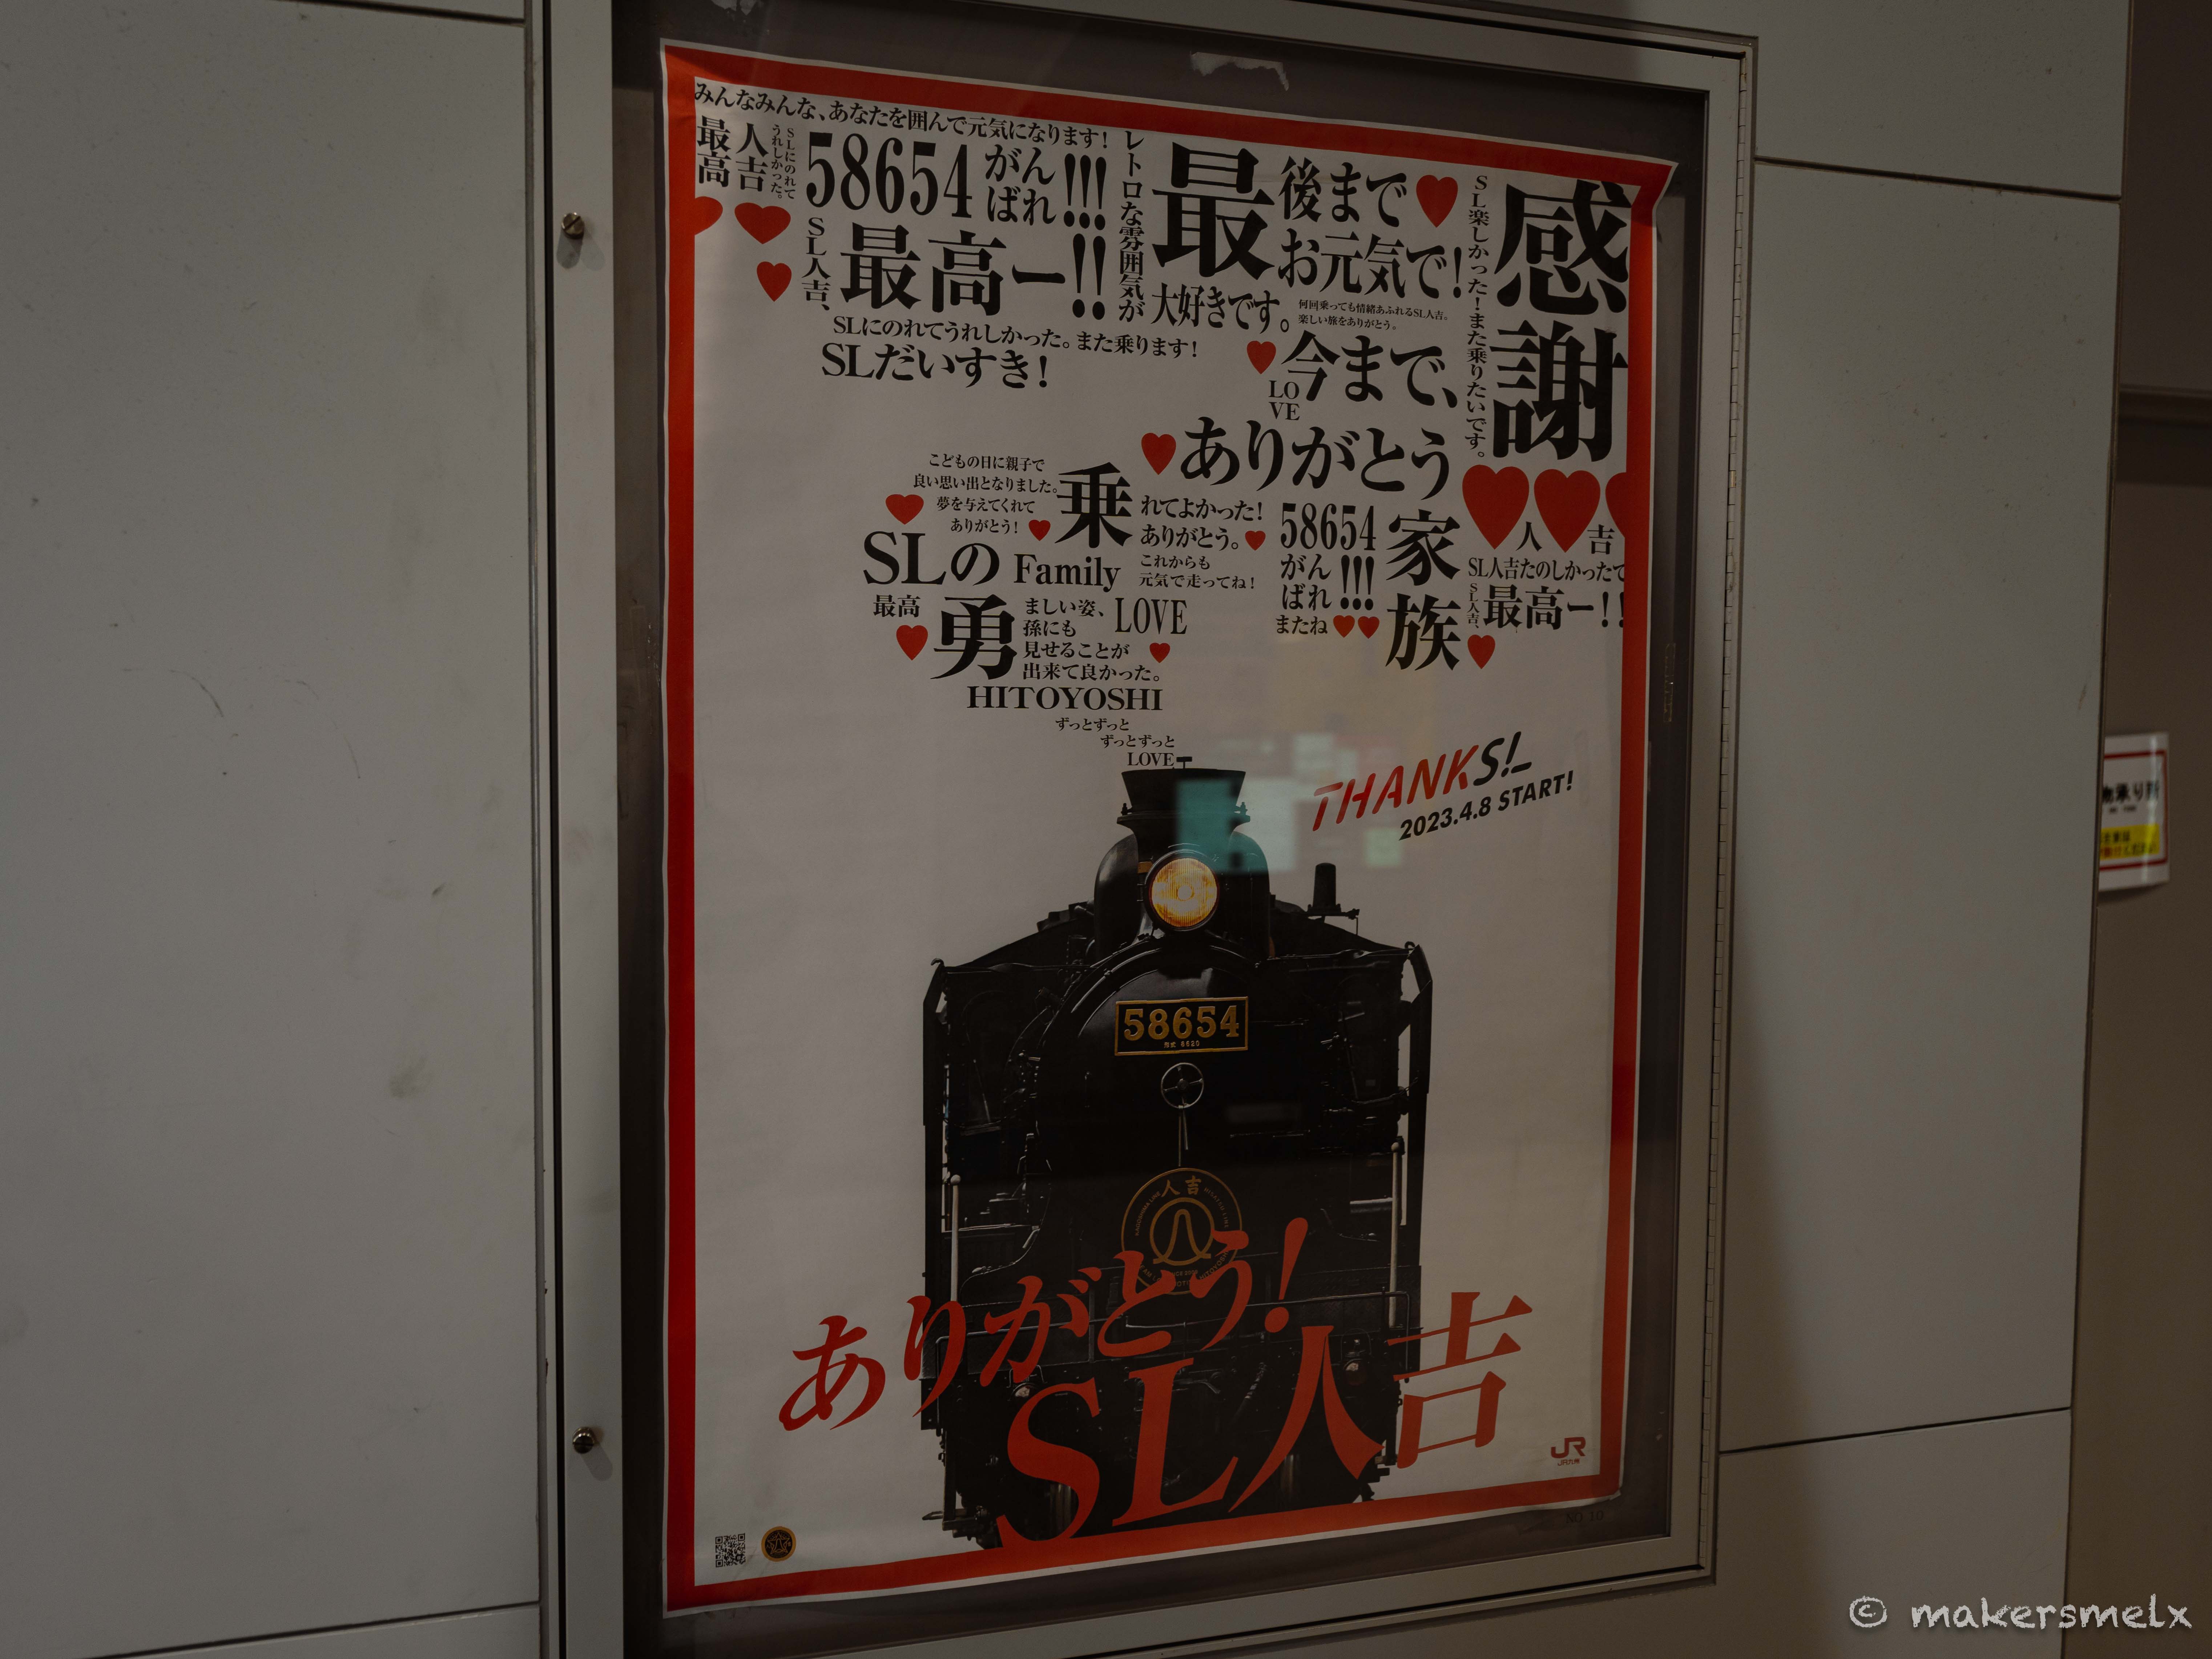 みんなみんな、あなたを囲んで元気になります！
最高
人吉
SLにのれて
うれしかった。
58654
がん
ばれ
!!!
SL人吉、
最高ー!!
SLにのれてうれしかった。また乗ります！
SLだいすき！
レトロな雰囲気が
大好きです。
最
後まで
お元気で！
何回乗っても情緒あふれるSL人吉。
楽しい旅をありがとう。
SL楽しかった！また乗りたいです。
感謝
今まで、
LO
VE
ありがとう
こどもの日に親子で
良い思い出となりました。
夢を与えてくれて
ありがとう！
乗
れてよかった！
ありがとう。
これからも
元気で走ってね！
58654
がん
ばれ
!!!
またね
家族
人吉
SL人吉たのしかったて
SL人吉、
最高ー!!
SLの Family
最高
勇
ましい姿、
孫にも
見せることが
出来て良かった。
LOVE
HITOYOSHI
ずっとずっと
ずっとずっと
LOVE
THANKS!L
2023.4.8 START!
58654
形式 8620
人吉
ありがとう！
SL人吉
JR
JR九州
NO.10
© makersmelx